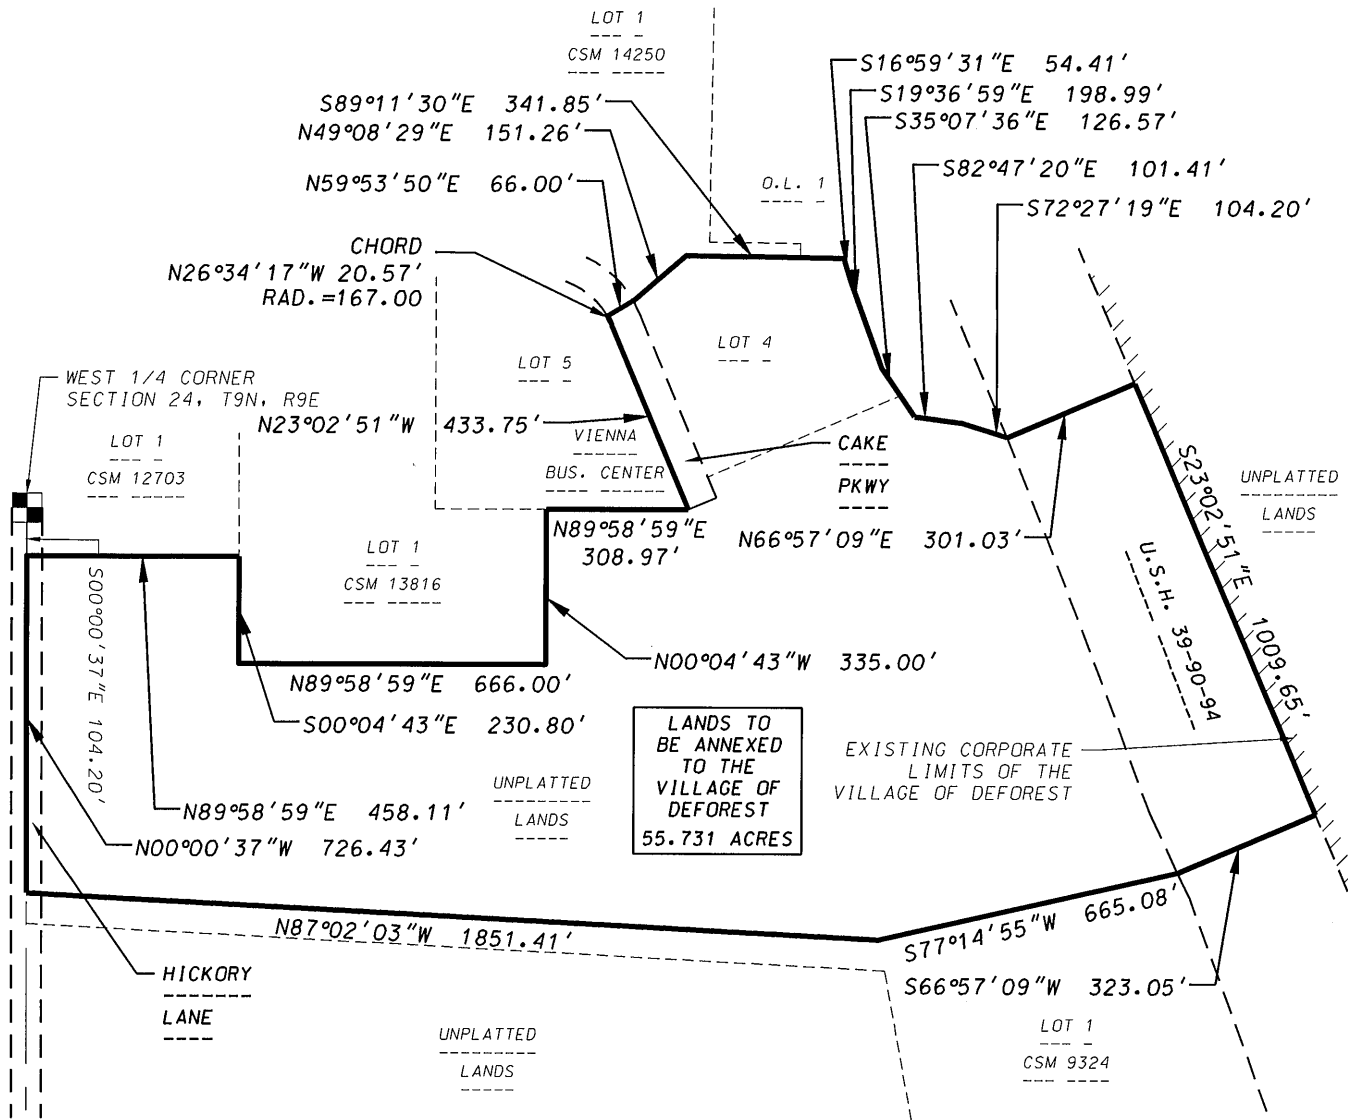 LOT 1
CSM 14250
S16°59'31"E 54.41'
S19°36'59"E 198.99'
S35°07'36"E 126.57'
S89°11'30"E 341.85'
N49°08'29"E 151.26'
N59°53'50"E 66.00'
S82°47'20"E 101.41'
S72°27'19"E 104.20'
O.L. 1
CHORD
N26°34'17"W 20.57'
RAD.=167.00
LOT 4
LOT 5
WEST 1/4 CORNER
SECTION 24, T9N, R9E
LOT 1
CSM 12703
N23°02'51"W 433.75'
VIENNA
BUS. CENTER
CAKE
PKWY
UNPLATTED
LANDS
S23°02'51"E 1009.65'
U.S.H. 39-90-94
N89°58'59"E
308.97'
N66°57'09"E 301.03'
LOT 1
CSM 13816
S00°00'37"E 104.20'
N00°04'43"W 335.00'
N89°58'59"E 666.00'
S00°04'43"E 230.80'
LANDS TO
BE ANNEXED
TO THE
VILLAGE OF
DEFOREST
55.731 ACRES
EXISTING CORPORATE
LIMITS OF THE
VILLAGE OF DEFOREST
UNPLATTED
LANDS
N89°58'59"E 458.11'
N00°00'37"W 726.43'
N87°02'03"W 1851.41'
S77°14'55"W 665.08'
S66°57'09"W 323.05'
HICKORY
LANE
UNPLATTED
LANDS
LOT 1
CSM 9324